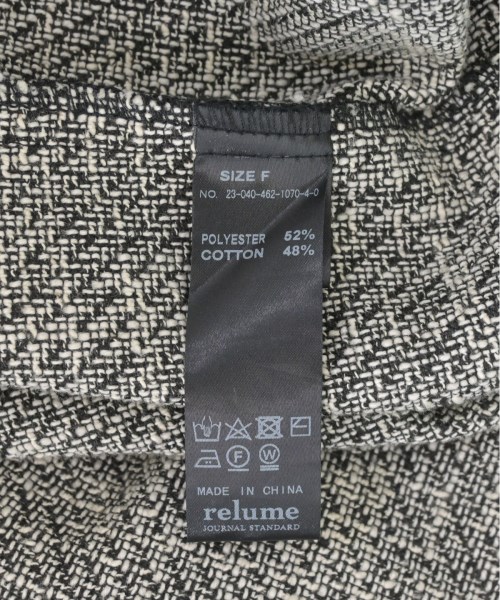 SIZE F
NO. 23-040-462-1070-4-0
POLYESTER 52%
COTTON 48%
F W
MADE IN CHINA
relume
JOURNAL STANDARD